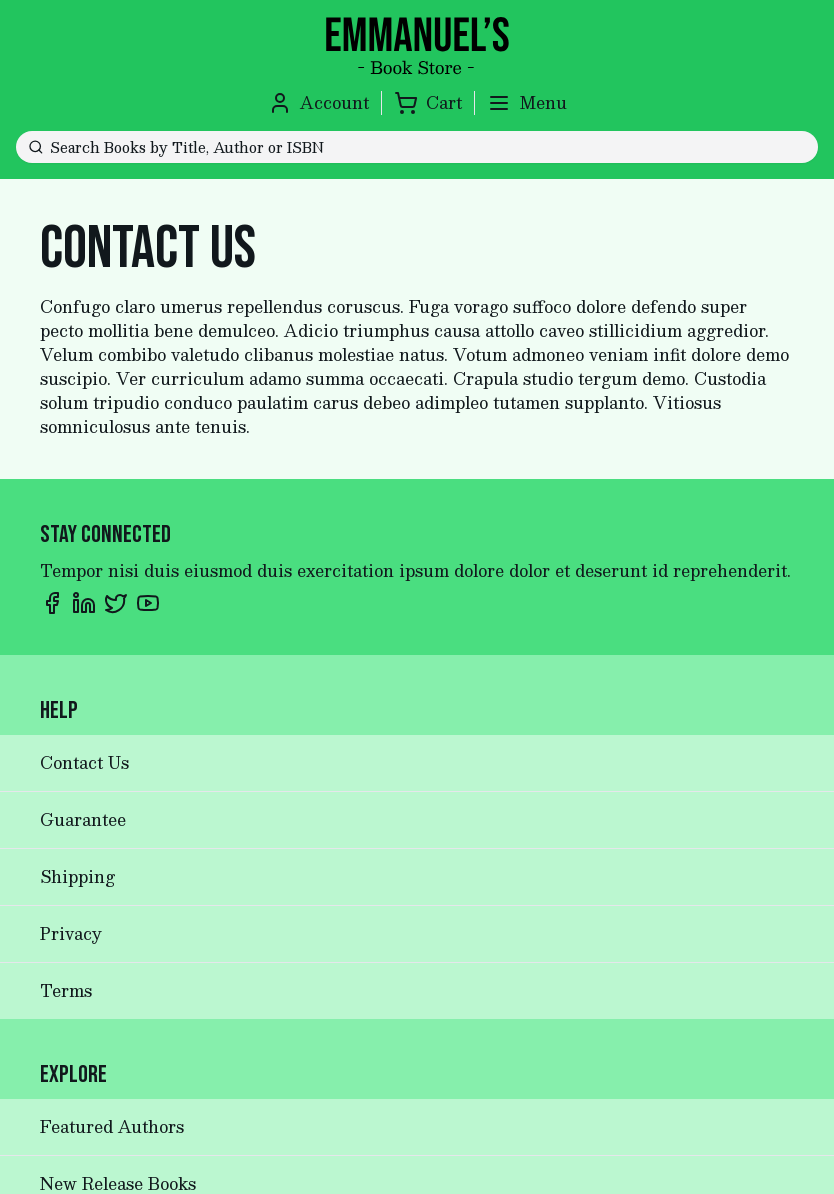 EMMANUEL'S
- Book Store -
Account
Cart
Menu
Search Books by Title, Author or ISBN
CONTACT US
Confugo claro umerus repellendus coruscus. Fuga vorago suffoco dolore defendo super
pecto mollitia bene demulceo. Adicio triumphus causa attollo caveo stillicidium aggredior.
Velum combibo valetudo clibanus molestiae natus. Votum admoneo veniam infit dolore demo
suscipio. Ver curriculum adamo summa occaecati. Crapula studio tergum demo. Custodia
solum tripudio conduco paulatim carus debeo adimpleo tutamen supplanto. Vitiosus
somniculosus ante tenuis.
STAY CONNECTED
Tempor nisi duis eiusmod duis exercitation ipsum dolore dolor et deserunt id reprehenderit.
HELP
Contact Us
Guarantee
Shipping
Privacy
Terms
EXPLORE
Featured Authors
New Release Books